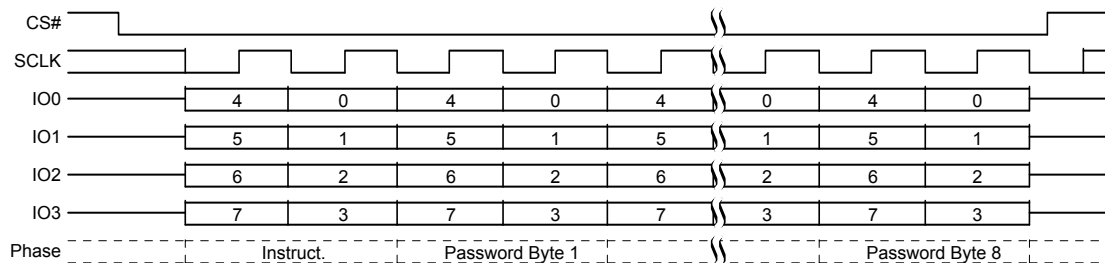 CS#
SCLK
IO0 4 0 4 0 4 0 4 0
IO1 5 1 5 1 5 1 5 1
IO2 6 2 6 2 6 2 6 2
IO3 7 3 7 3 7 3 7 3
Phase Instruct. Password Byte 1 Password Byte 8